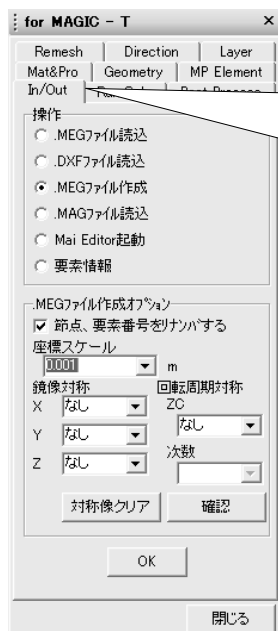 for MAGIC - T ×
Remesh Direction Layer
Mat&Pro Geometry MP Element
In/Out
操作
.MEGファイル読込
.DXFファイル読込
.MEGファイル作成
.MAGファイル読込
Mai Editor起動
要素情報
.MEGファイル作成オプション
節点、要素番号をリナンバする
座標スケール
0.001 m
鏡像対称 回転周期対称
X なし ZC
Y なし なし
Z なし 次数
対称像クリア 確認
OK
閉じる